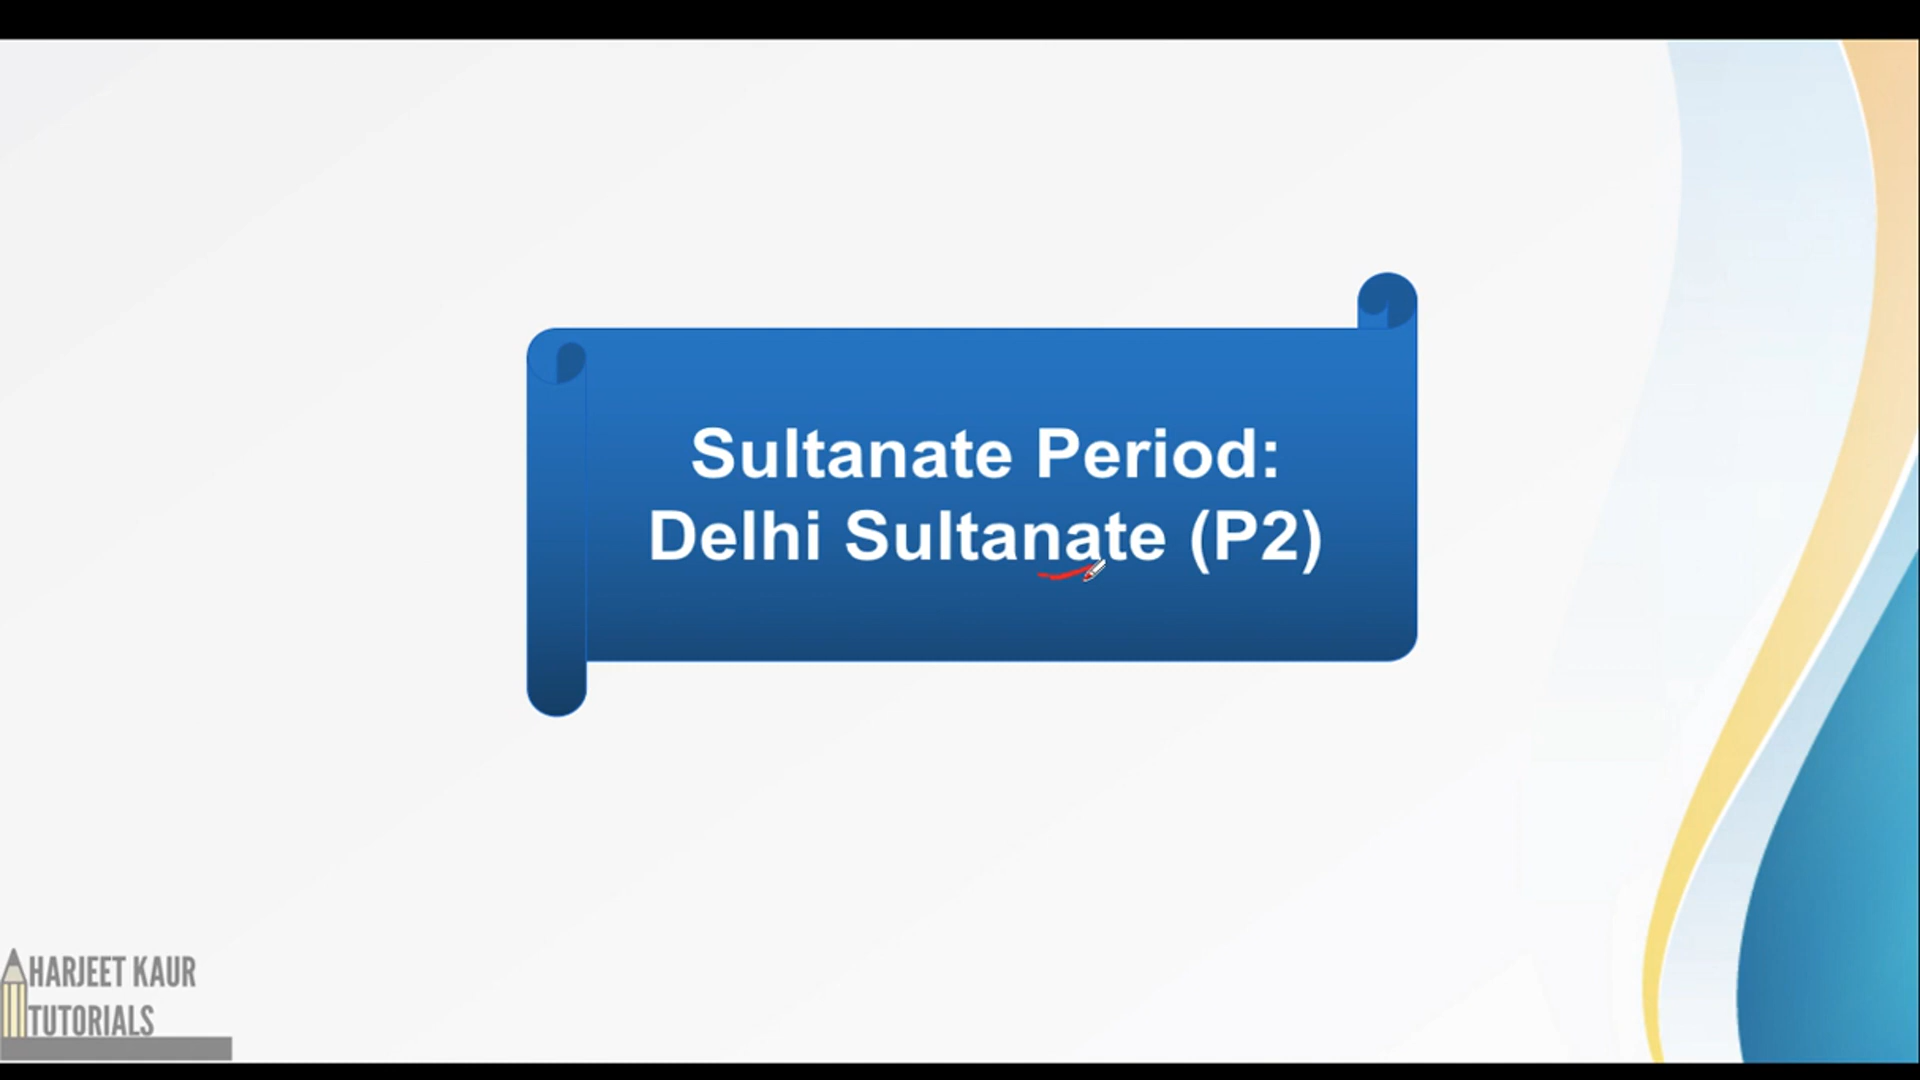 Sultanate Period:
Delhi Sultanate (P2)
HARJEET KAUR
TUTORIALS